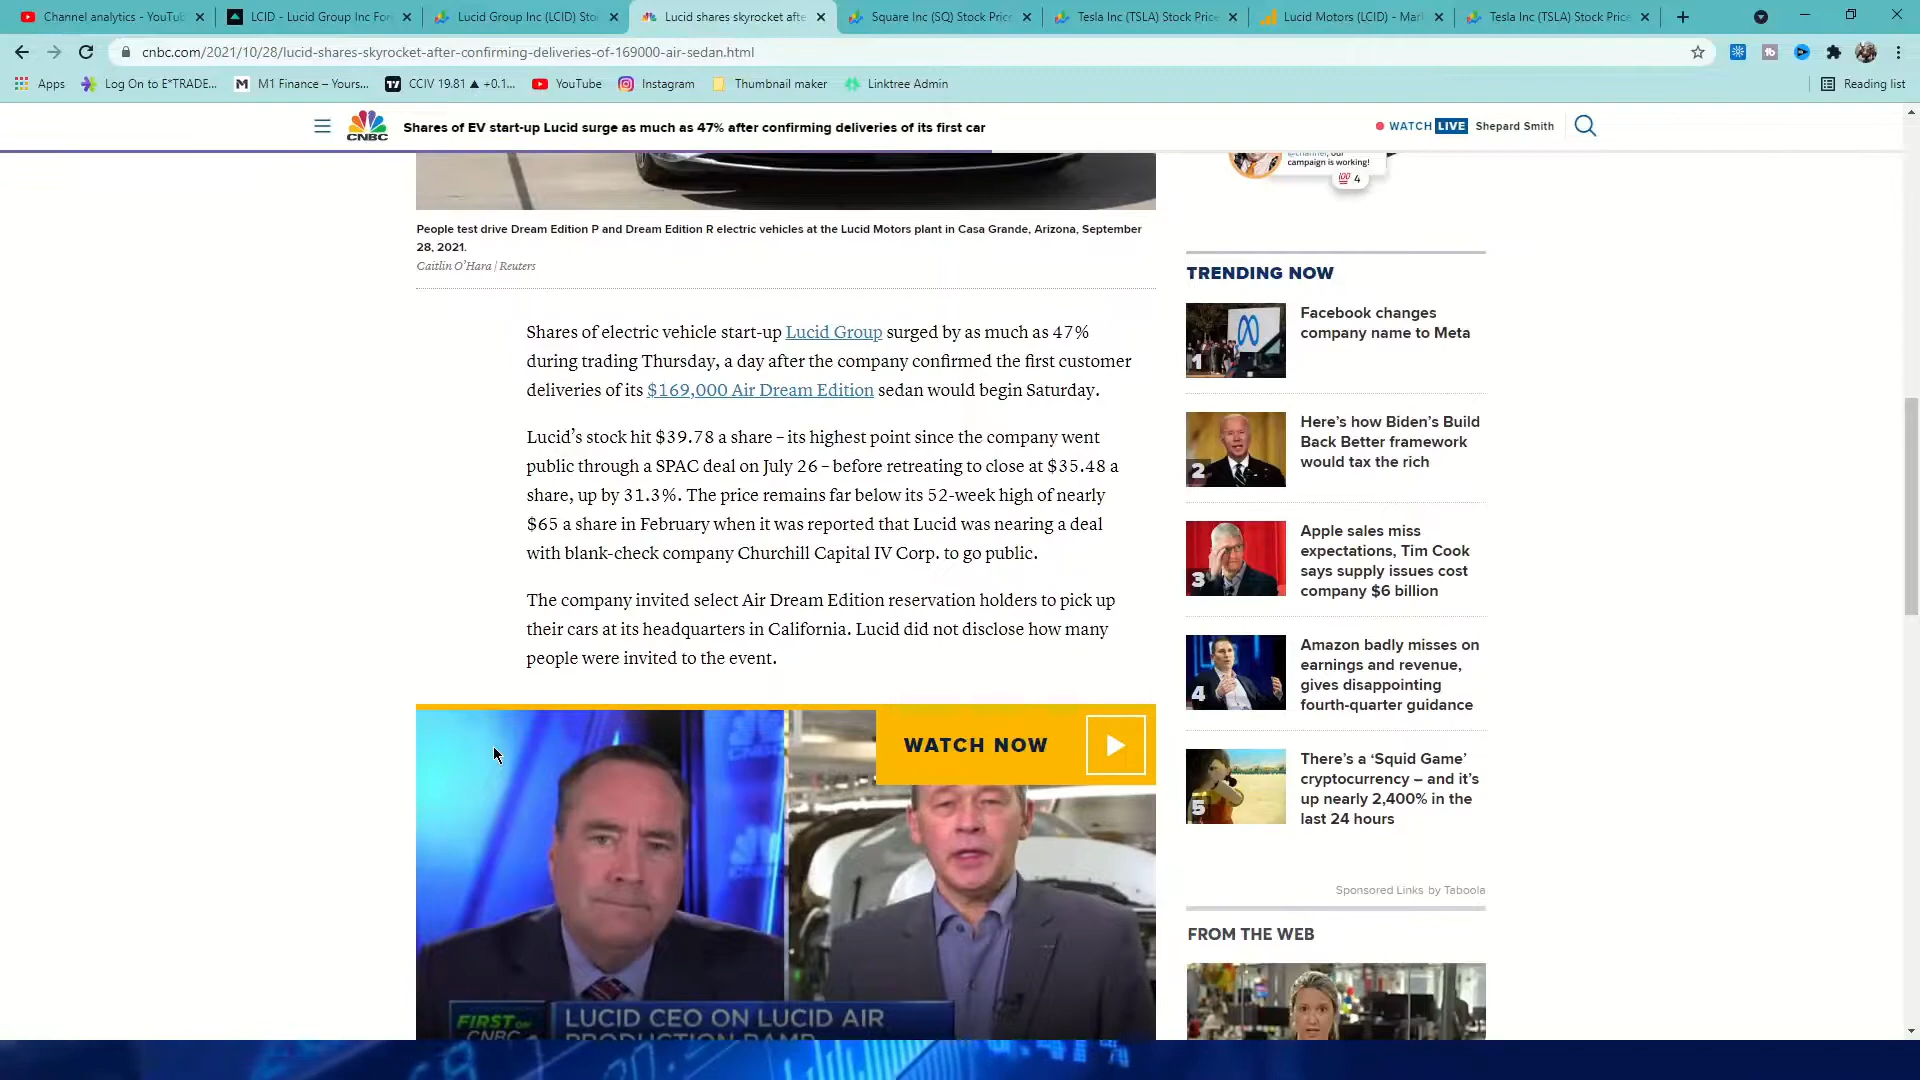 Channel analytics - YouTu
LCID - Lucid Group Inc For
Lucid Group Inc (LCID) Sto
Lucid shares skyrocket afte
Square Inc (SQ) Stock Pric
Tesla Inc (TSLA) Stock Price
Lucid Motors (LCID) - Mar
Tesla Inc (TSLA) Stock Price
cnbc.com/2021/10/28/lucid-shares-skyrocket-after-confirming-deliveries-of-169000-air-sedan.html
Apps
Log On to E*TRADE...
M1 Finance – Yours...
CCIV 19.81 ▲ +0.1...
YouTube
Instagram
Thumbnail maker
Linktree Admin
Reading list
CNBC
Shares of EV start-up Lucid surge as much as 47% after confirming deliveries of its first car
WATCH LIVE Shepard Smith
@channel, our
campaign is working!
100 4
People test drive Dream Edition P and Dream Edition R electric vehicles at the Lucid Motors plant in Casa Grande, Arizona, September
28, 2021.
Caitlin O'Hara | Reuters
Shares of electric vehicle start-up Lucid Group surged by as much as 47%
during trading Thursday, a day after the company confirmed the first customer
deliveries of its $169,000 Air Dream Edition sedan would begin Saturday.
Lucid's stock hit $39.78 a share – its highest point since the company went
public through a SPAC deal on July 26 – before retreating to close at $35.48 a
share, up by 31.3%. The price remains far below its 52-week high of nearly
$65 a share in February when it was reported that Lucid was nearing a deal
with blank-check company Churchill Capital IV Corp. to go public.
The company invited select Air Dream Edition reservation holders to pick up
their cars at its headquarters in California. Lucid did not disclose how many
people were invited to the event.
WATCH NOW
FIRST ON
CNBC
LUCID CEO ON LUCID AIR
PRODUCTION RAMP
TRENDING NOW
1
Facebook changes
company name to Meta
2
Here's how Biden's Build
Back Better framework
would tax the rich
3
Apple sales miss
expectations, Tim Cook
says supply issues cost
company $6 billion
4
Amazon badly misses on
earnings and revenue,
gives disappointing
fourth-quarter guidance
5
There's a ‘Squid Game’
cryptocurrency – and it's
up nearly 2,400% in the
last 24 hours
Sponsored Links by Taboola
FROM THE WEB